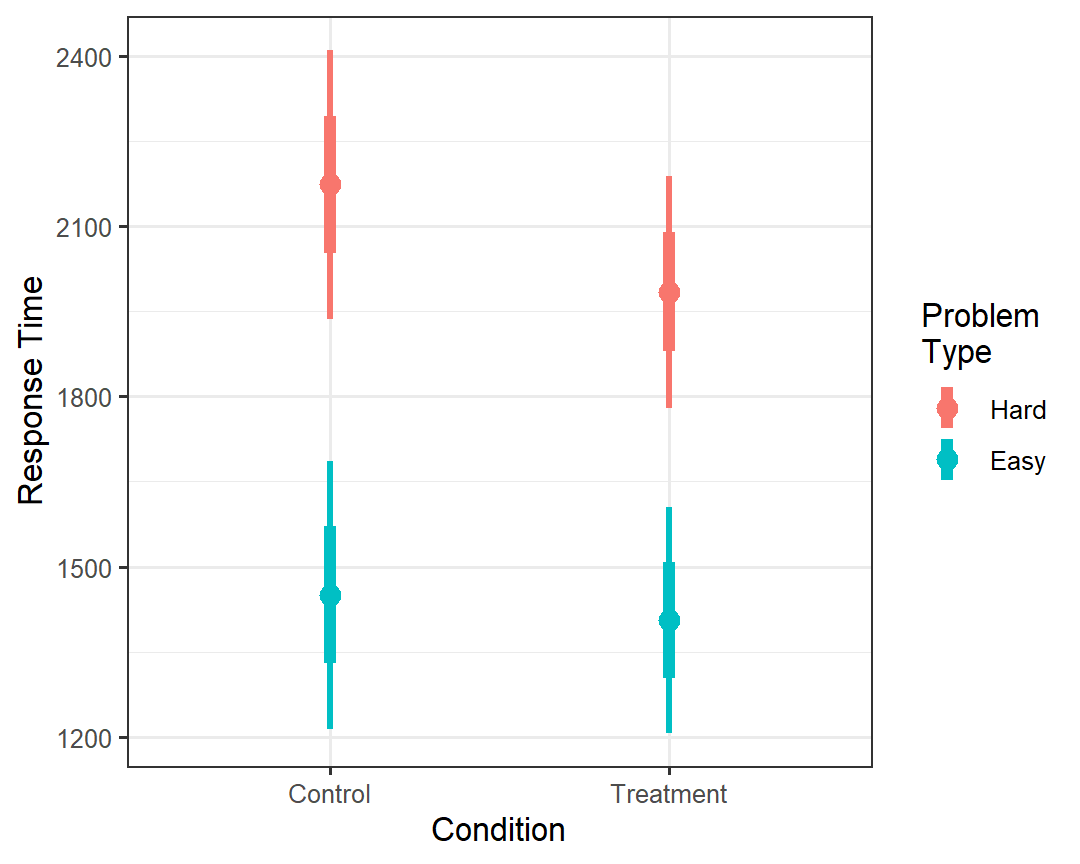 2400
2100
1800
1500
1200
Response Time
Control
Treatment
Condition
Problem
Type
Hard
Easy